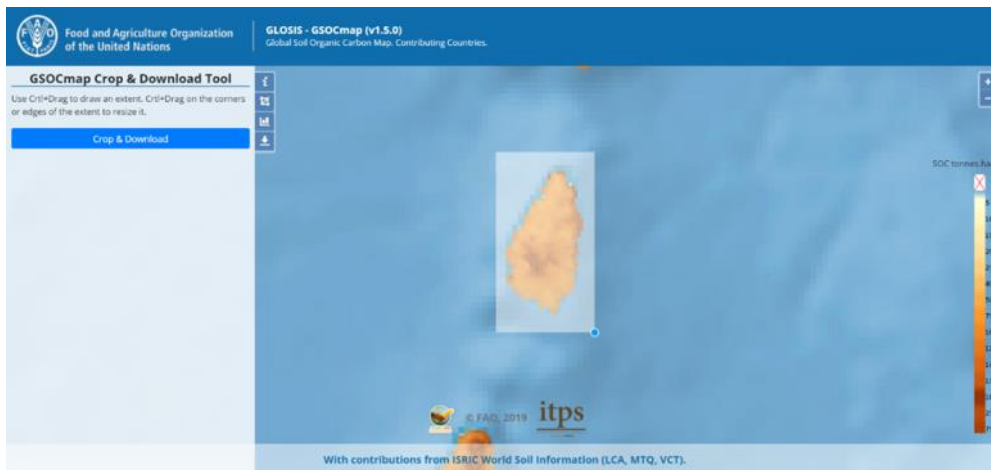 Food and Agriculture Organization
of the United Nations
GLOSIS - GSOCmap (v1.5.0)
Global Soil Organic Carbon Map. Contributing Countries.
GSOCmap Crop & Download Tool
Use Crtl+Drag to draw an extent. Crtl+Drag on the corners
or edges of the extent to resize it.
Crop & Download
SOC tonnes.ha
© FAO, 2019
itps
With contributions from ISRIC World Soil Information (LCA, MTQ, VCT).